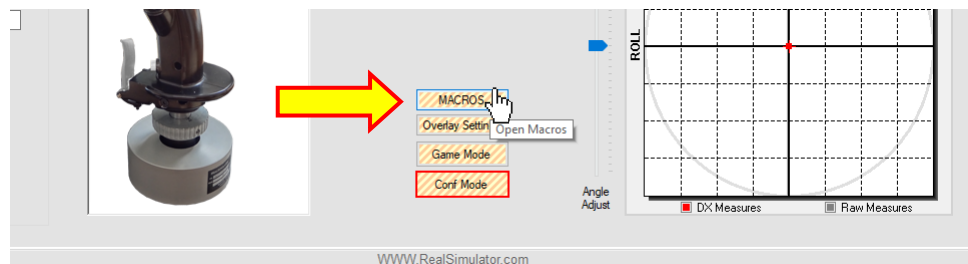 ROLL
MACROS
Overlay Settin
Open Macros
Game Mode
Conf Mode
Angle
Adjust
DX Measures
Raw Measures
WWW.RealSimulator.com